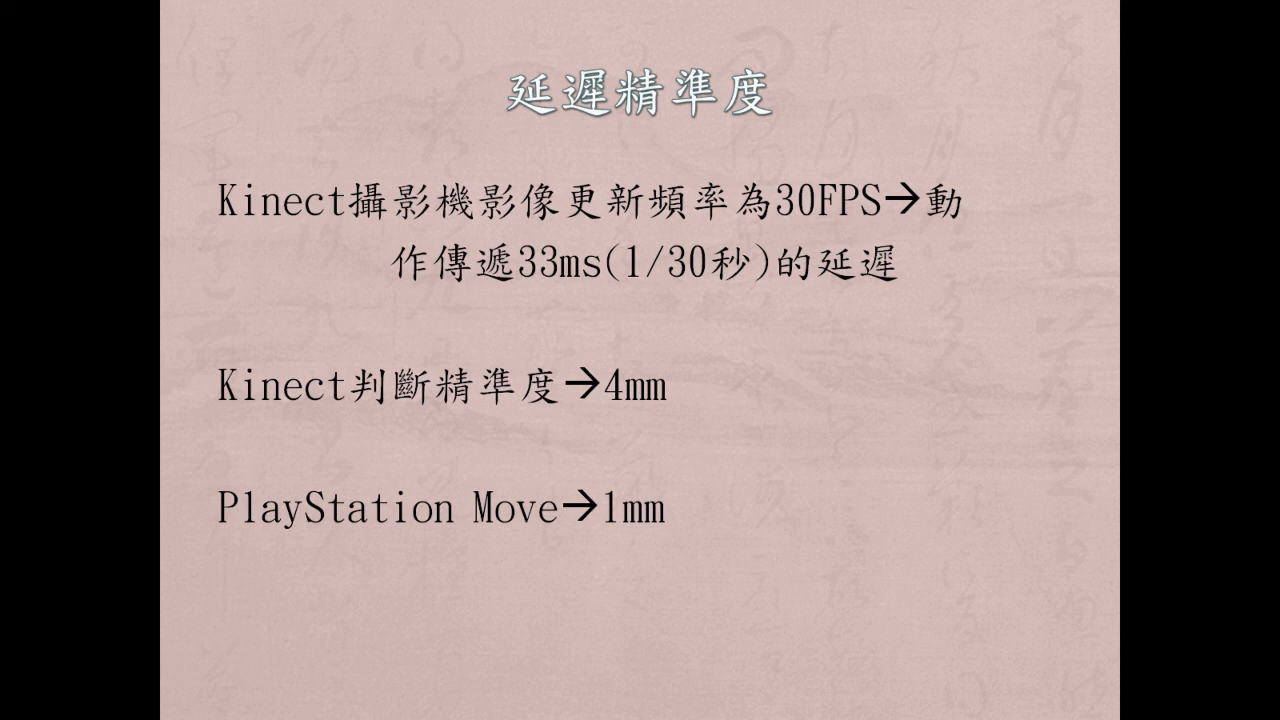 延遲精準度
Kinect攝影機影像更新頻率為30FPS→動
作傳遞33ms(1/30秒)的延遲
Kinect判斷精準度→4mm
PlayStation Move→1mm